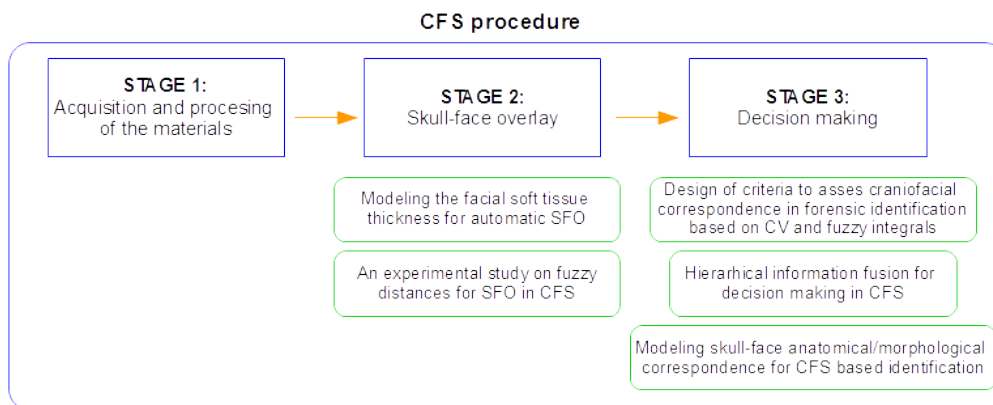 CFS procedure
STAGE 1:
Acquisition and procesing
of the materials
STAGE 2:
Skull-face overlay
STAGE 3:
Decision making
Modeling the facial soft tissue
thickness for automatic SFO
An experimental study on fuzzy
distances for SFO in CFS
Design of criteria to asses craniofacial
correspondence in forensic identification
based on CV and fuzzy integrals
Hierarhical information fusion for
decision making in CFS
Modeling skull-face anatomical/morphological
correspondence for CFS based identification